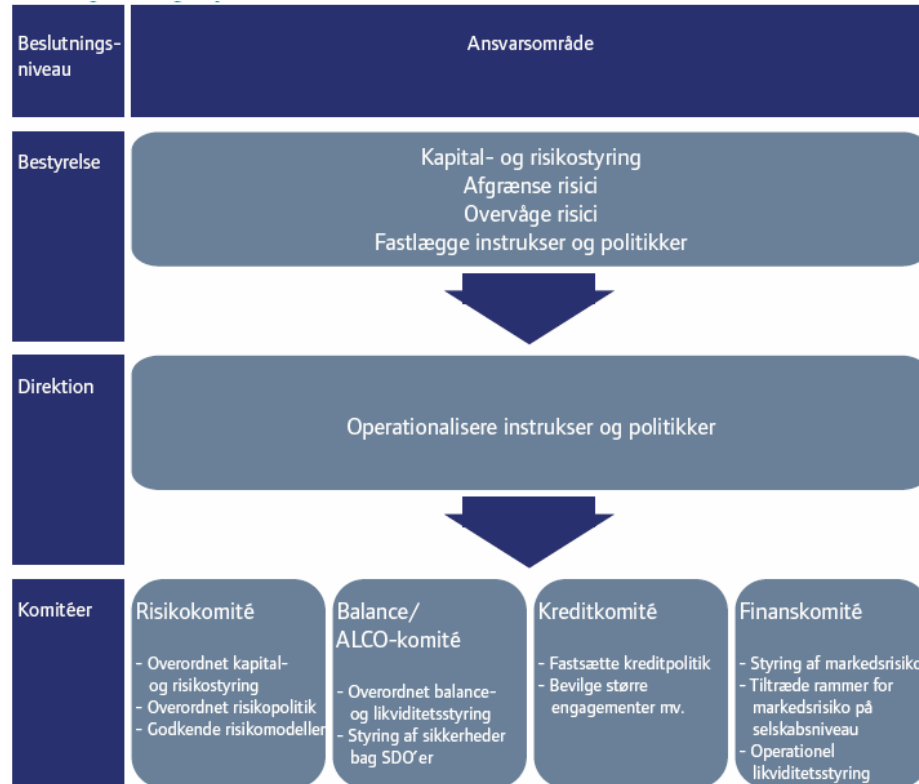 Beslutnings-
niveau
Ansvarsområde
Bestyrelse
Kapital- og risikostyring
Afgrænse risici
Overvåge risici
Fastlægge instrukser og politikker
Direktion
Operationalisere instrukser og politikker
Komitéer
Risikokomité
- Overordnet kapital-
og risikostyring
- Overordnet risikopolitik
- Godkende risikomodeller
Balance/
ALCO-komité
- Overordnet balance-
og likviditetsstyring
- Styring af sikkerheder
bag SDO´er
Kreditkomité
- Fastsætte kreditpolitik
- Bevilge større
engagementer mv.
Finanskomité
- Styring af markedsrisiko
- Tiltræde rammer for
markedsrisiko på
selskabsniveau
- Operationel
likviditetsstyring